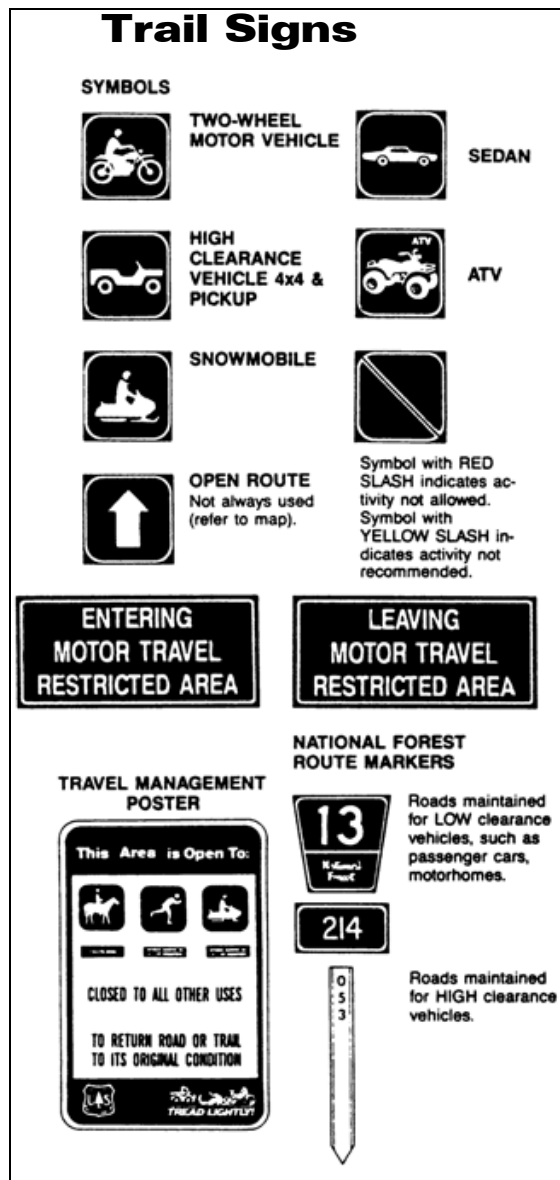 Trail Signs
SYMBOLS
TWO-WHEEL
MOTOR VEHICLE
SEDAN
HIGH
CLEARANCE
VEHICLE 4x4 &
PICKUP
ATV
ATV
SNOWMOBILE
OPEN ROUTE
Not always used
(refer to map).
Symbol with RED
SLASH indicates ac-
tivity not allowed.
Symbol with
YELLOW SLASH in-
dicates activity not
recommended.
ENTERING
MOTOR TRAVEL
RESTRICTED AREA
LEAVING
MOTOR TRAVEL
RESTRICTED AREA
TRAVEL MANAGEMENT
POSTER
This Area is Open To:
CLOSED TO ALL OTHER USES
TO RETURN ROAD OR TRAIL
TO ITS ORIGINAL CONDITION
TREAD LIGHTLY!
NATIONAL FOREST
ROUTE MARKERS
13
National
Forest
Roads maintained
for LOW clearance
vehicles, such as
passenger cars,
motorhomes.
214
0
5
3
Roads maintained
for HIGH clearance
vehicles.